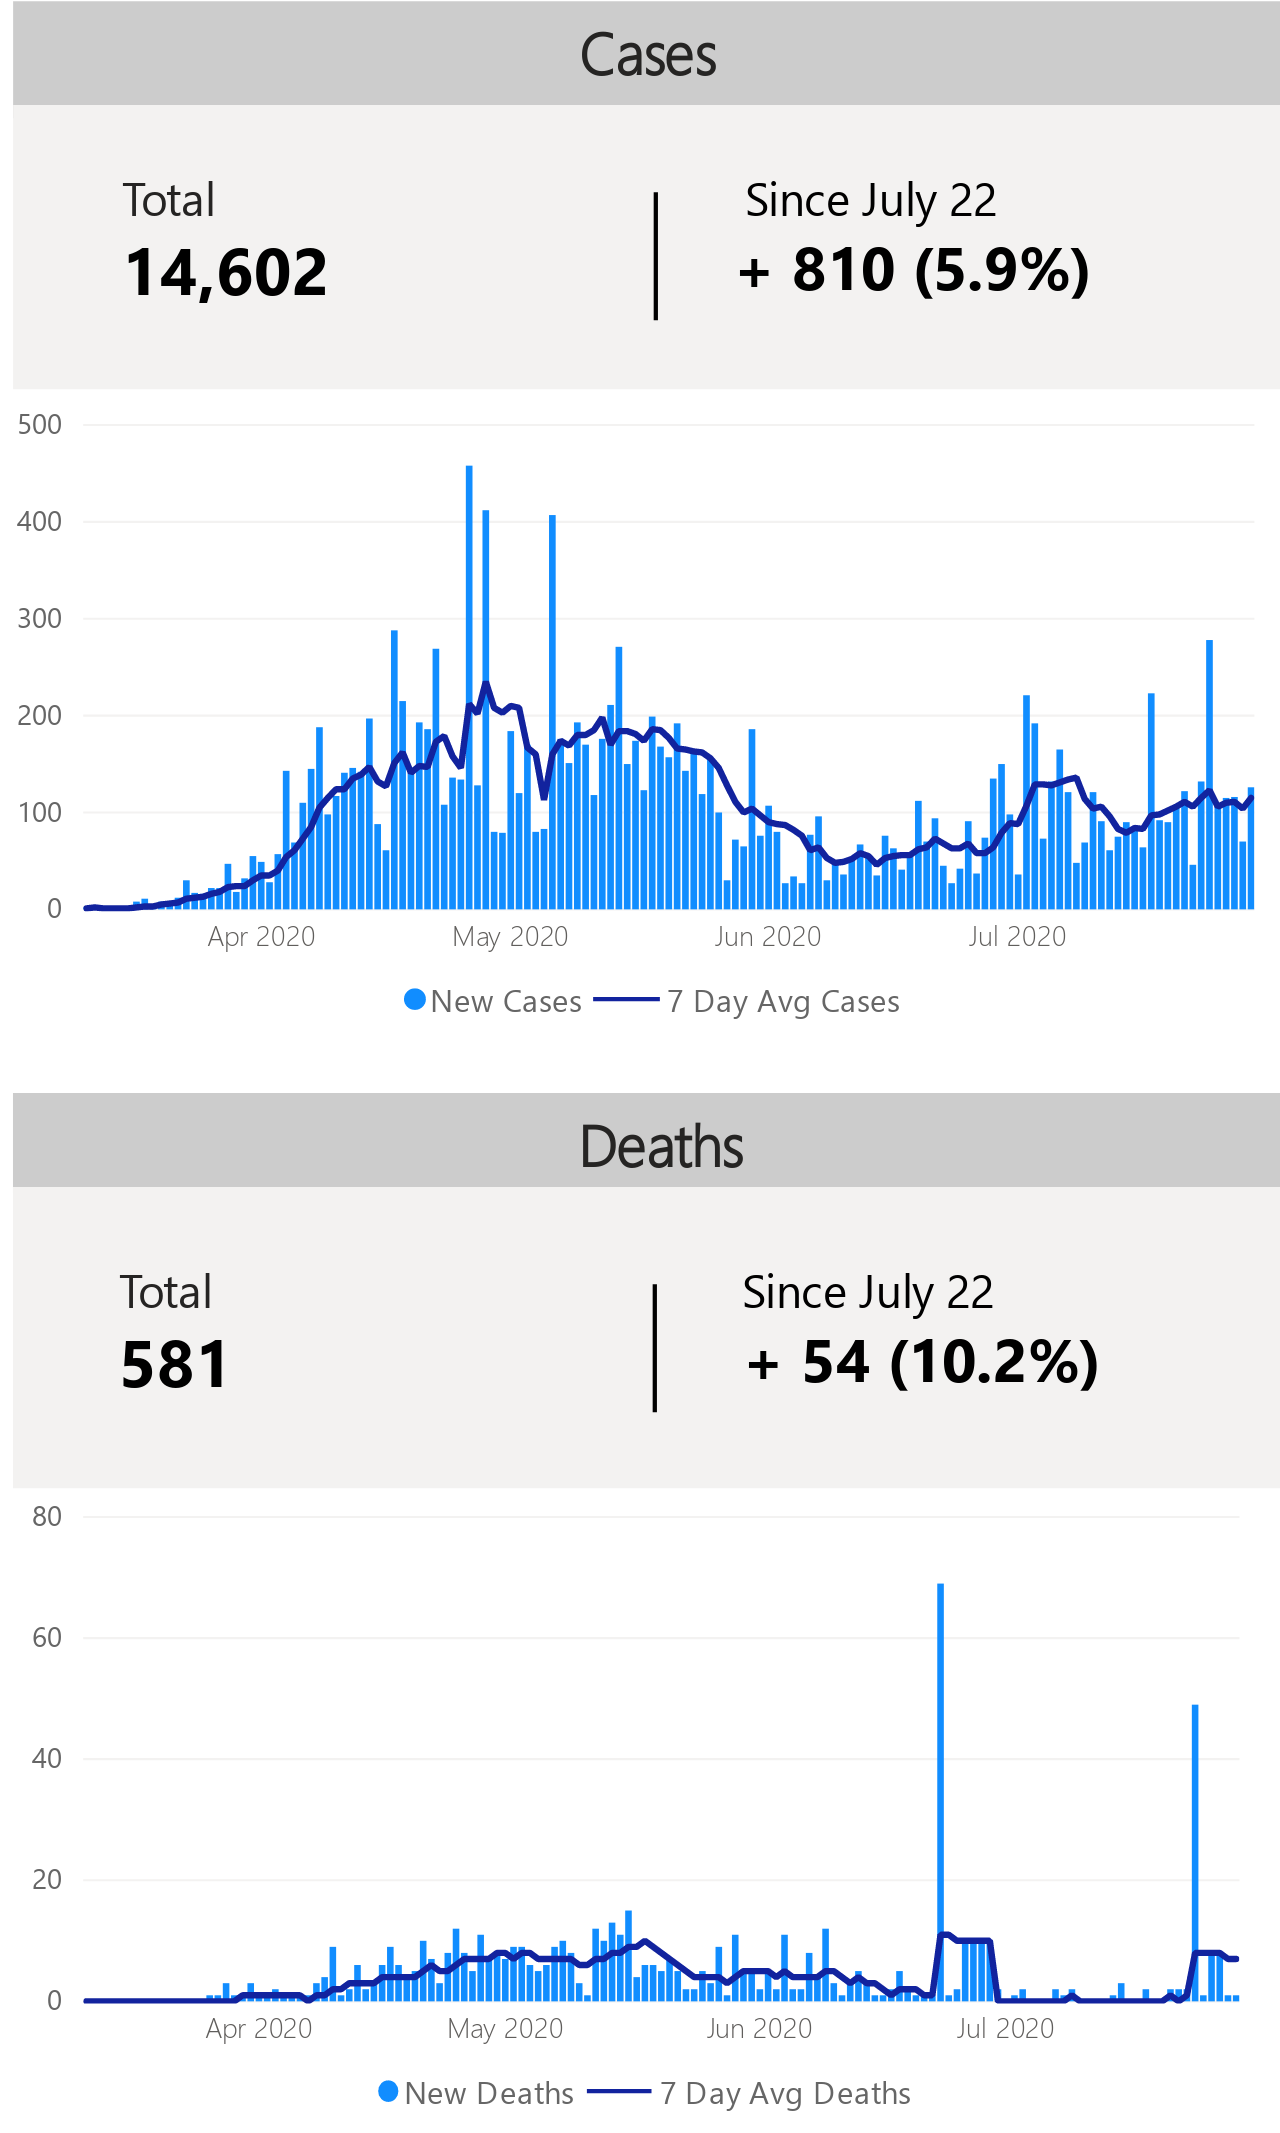 Cases
Total
14,602
Since July 22
+ 810 (5.9%)
500
400
300
200
100
0
Apr 2020
May 2020
Jun 2020
Jul 2020
New Cases
7 Day Avg Cases
Deaths
Total
581
Since July 22
+ 54 (10.2%)
80
60
40
20
0
Apr 2020
May 2020
Jun 2020
Jul 2020
New Deaths
7 Day Avg Deaths